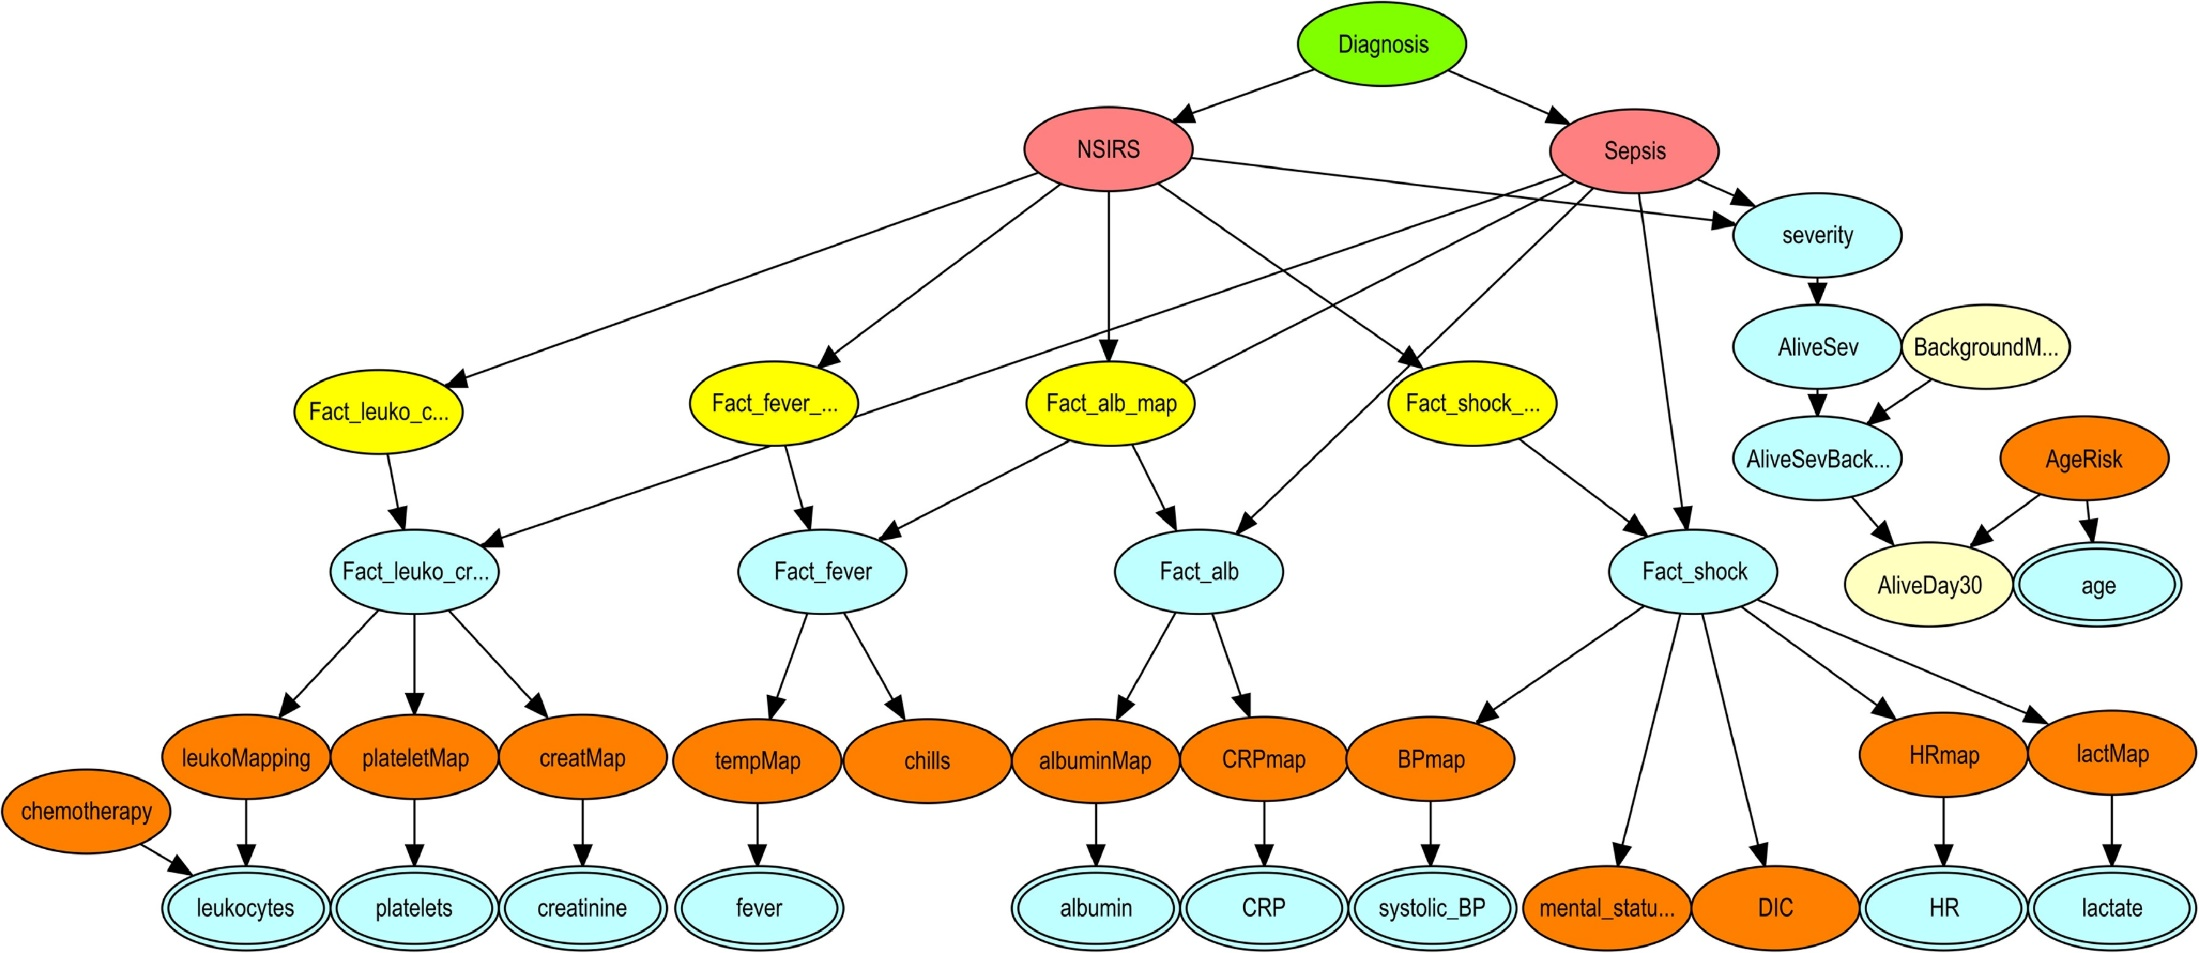 Diagnosis
NSIRS
Sepsis
severity
AliveSev
BackgroundM...
Fact_leuko_c...
Fact_fever_...
Fact_alb_map
Fact_shock_...
AliveSevBack...
AgeRisk
Fact_leuko_cr...
Fact_fever
Fact_alb
Fact_shock
AliveDay30
age
leukoMapping
plateletMap
creatMap
tempMap
chills
albuminMap
CRPmap
BPmap
HRmap
lactMap
chemotherapy
leukocytes
platelets
creatinine
fever
albumin
CRP
systolic_BP
mental_statu...
DIC
HR
lactate